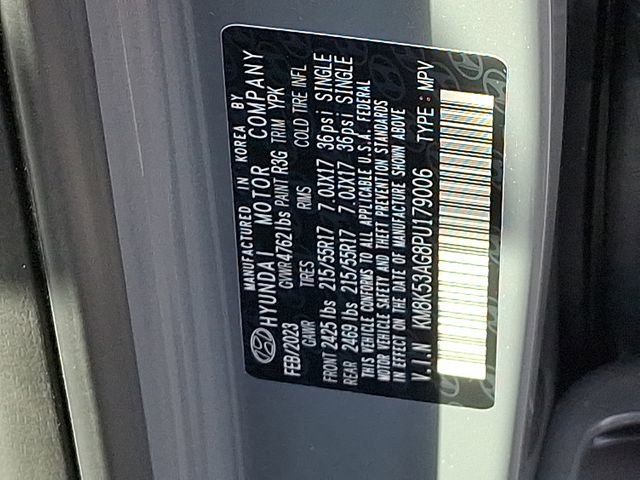 MANUFACTURED IN KOREA BY
HYUNDAI MOTOR COMPANY
FEB/2023 GVWR 4762 lbs PAINT R3G TRIM YPK
GAWR TIRES RIMS COLD TIRE INFL
FRONT 2425 lbs 215/55R17 7.0JX17 36psi SINGLE
REAR 2469 lbs 215/55R17 7.0JX17 36psi SINGLE
THIS VEHICLE CONFORMS TO ALL APPLICABLE U.S.A. FEDERAL
MOTOR VEHICLE SAFETY AND THEFT PREVENTION STANDARDS
IN EFFECT ON THE DATE OF MANUFACTURE SHOWN ABOVE
V.I.N KM8K53AG8PU179006 TYPE : MPV